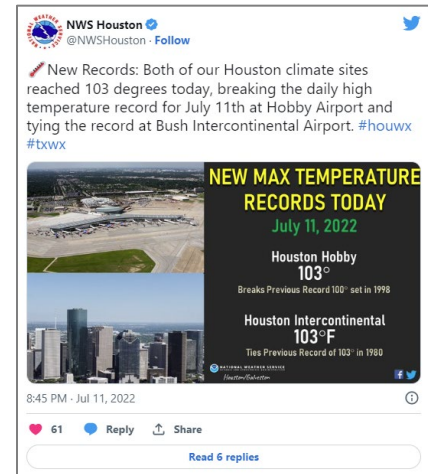 NWS Houston
@NWSHouston · Follow
New Records: Both of our Houston climate sites
reached 103 degrees today, breaking the daily high
temperature record for July 11th at Hobby Airport and
tying the record at Bush Intercontinental Airport. #houwx
#txwx
NEW MAX TEMPERATURE
RECORDS TODAY
July 11, 2022
Houston Hobby
103°
Breaks Previous Record 100° set in 1998
Houston Intercontinental
103°F
Ties Previous Record of 103° in 1980
NATIONAL WEATHER SERVICE
Houston/Galveston
8:45 PM · Jul 11, 2022
61 Reply Share
Read 6 replies